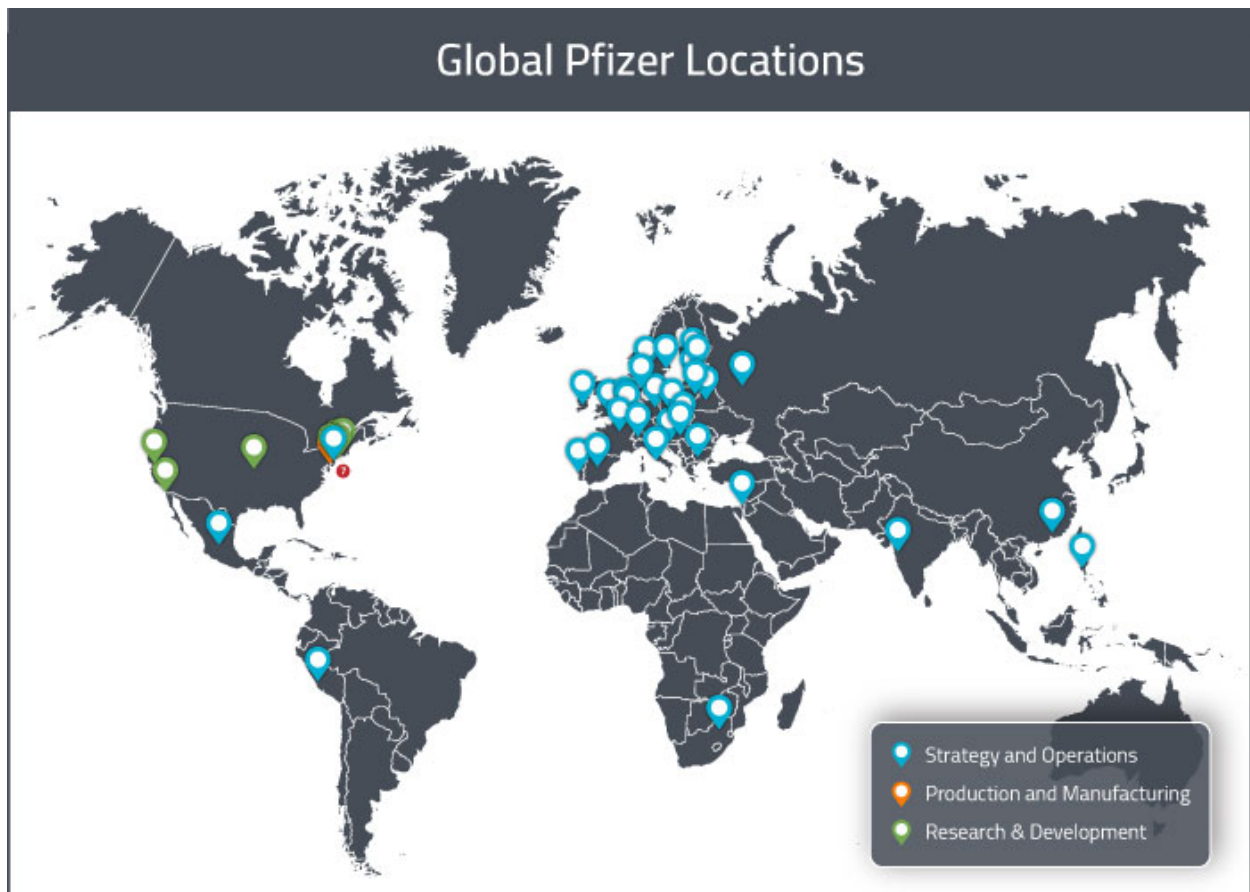 Global Pfizer Locations
?
Strategy and Operations
Production and Manufacturing
Research & Development